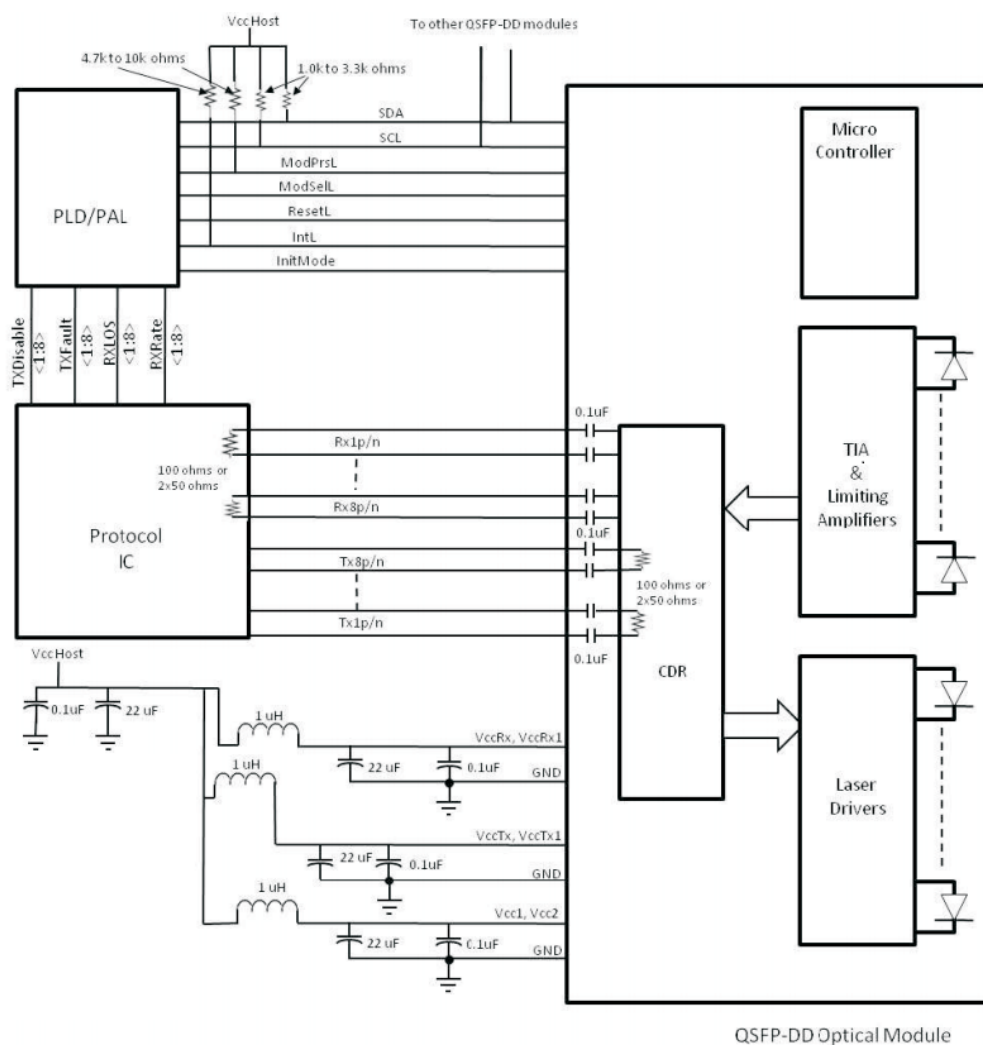 Vcc Host
To other QSFP-DD modules
4.7k to 10k ohms
1.0k to 3.3k ohms
SDA
SCL
ModPrsL
ModSelL
ResetL
IntL
InitMode
PLD/PAL
Micro
Controller
TXDisable
<1:8>
TXFault
<1:8>
RXLOS
<1:8>
RXRate
<1:8>
0.1uF
Rx1p/n
100 ohms or
2x50 ohms
Rx8p/n
0.1uF
Protocol
IC
Tx8p/n
100 ohms or
2x50 ohms
Tx1p/n
0.1uF
CDR
TIA
&
Limiting
Amplifiers
Vcc Host
0.1uF
22 uF
1 uH
VccRx, VccRx1
22 uF
0.1uF
GND
1 uH
VccTx, VccTx1
22 uF
0.1uF
GND
1 uH
Vcc1, Vcc2
22 uF
0.1uF
GND
Laser
Drivers
QSFP-DD Optical Module